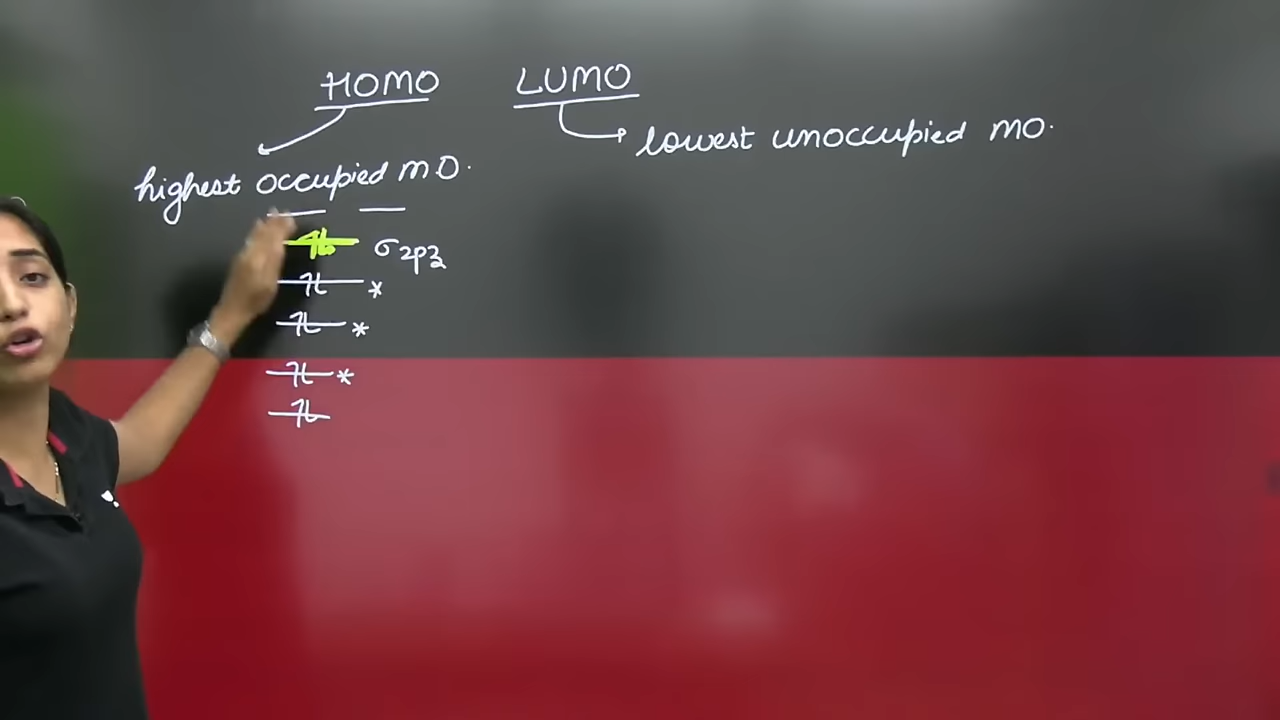 HOMO LUMO
lowest unoccupied MO.
highest occupied MO.
σ2pz
*
*
*